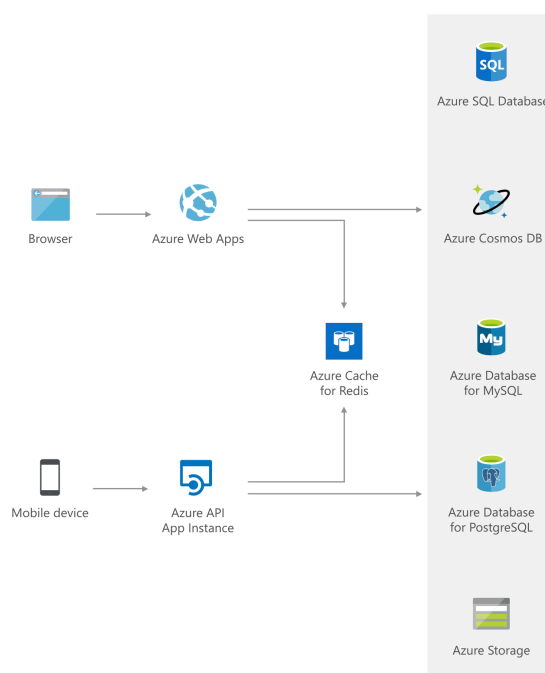 SQL
Azure SQL Database
Browser
Azure Web Apps
Azure Cosmos DB
Azure Cache
for Redis
My
Azure Database
for MySQL
Mobile device
Azure API
App Instance
Azure Database
for PostgreSQL
Azure Storage